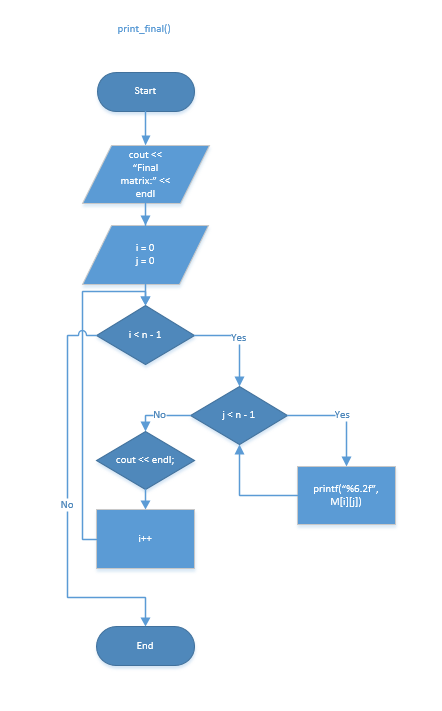 print_final()
Start
cout <<
“Final
matrix:” <<
endl
i = 0
j = 0
i < n - 1
Yes
j < n - 1
No
Yes
cout << endl;
printf(“%6.2f”,
M[i][j])
No
i++
End